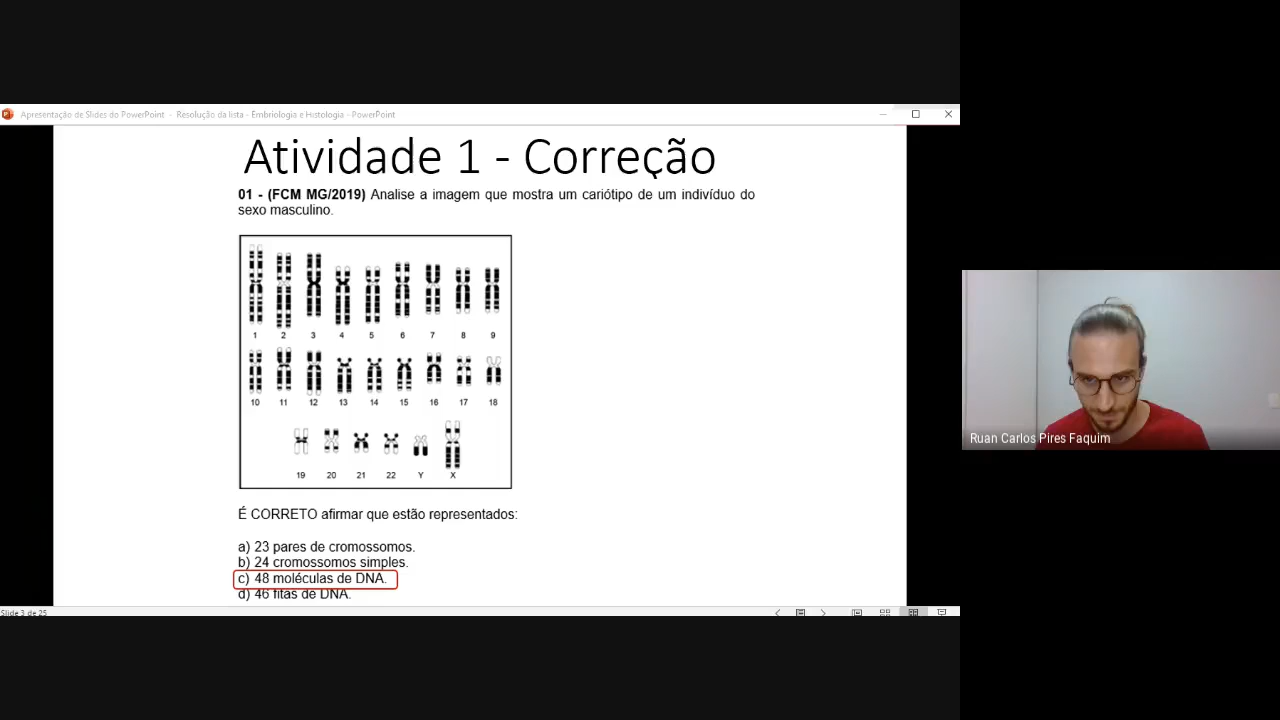 Apresentação de Slides do PowerPoint - Resolução da lista - Embriologia e Histologia - PowerPoint
Atividade 1 - Correção
01 - (FCM MG/2019) Analise a imagem que mostra um cariótipo de um indivíduo do
sexo masculino.
1 2 3 4 5 6 7 8 9
10 11 12 13 14 15 16 17 18
19 20 21 22 Y X
É CORRETO afirmar que estão representados:
a) 23 pares de cromossomos.
b) 24 cromossomos simples.
c) 48 moléculas de DNA.
d) 46 fitas de DNA.
Slide 3 de 25
Ruan Carlos Pires Faquim